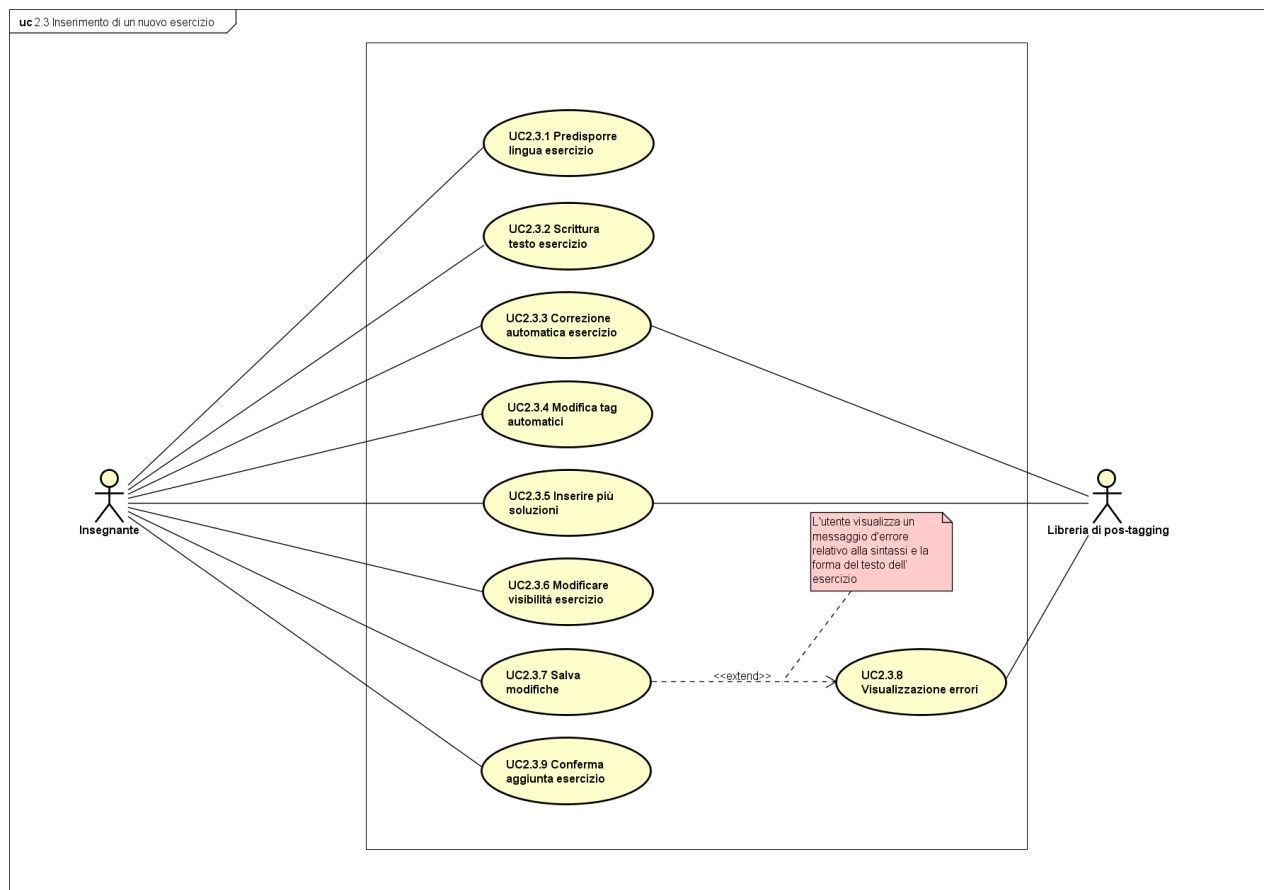 uc 2.3 Inserimento di un nuovo esercizio
UC2.3.1 Predisporre
lingua esercizio
UC2.3.2 Scrittura
testo esercizio
UC2.3.3 Correzione
automatica esercizio
UC2.3.4 Modifica tag
automatici
Insegnante
UC2.3.5 Inserire più
soluzioni
Libreria di pos-tagging
L'utente visualizza un
messaggio d'errore
relativo alla sintassi e la
forma del testo dell'
esercizio
UC2.3.6 Modificare
visibilità esercizio
UC2.3.7 Salva
modifiche
<<extend>>
UC2.3.8
Visualizzazione errori
UC2.3.9 Conferma
aggiunta esercizio